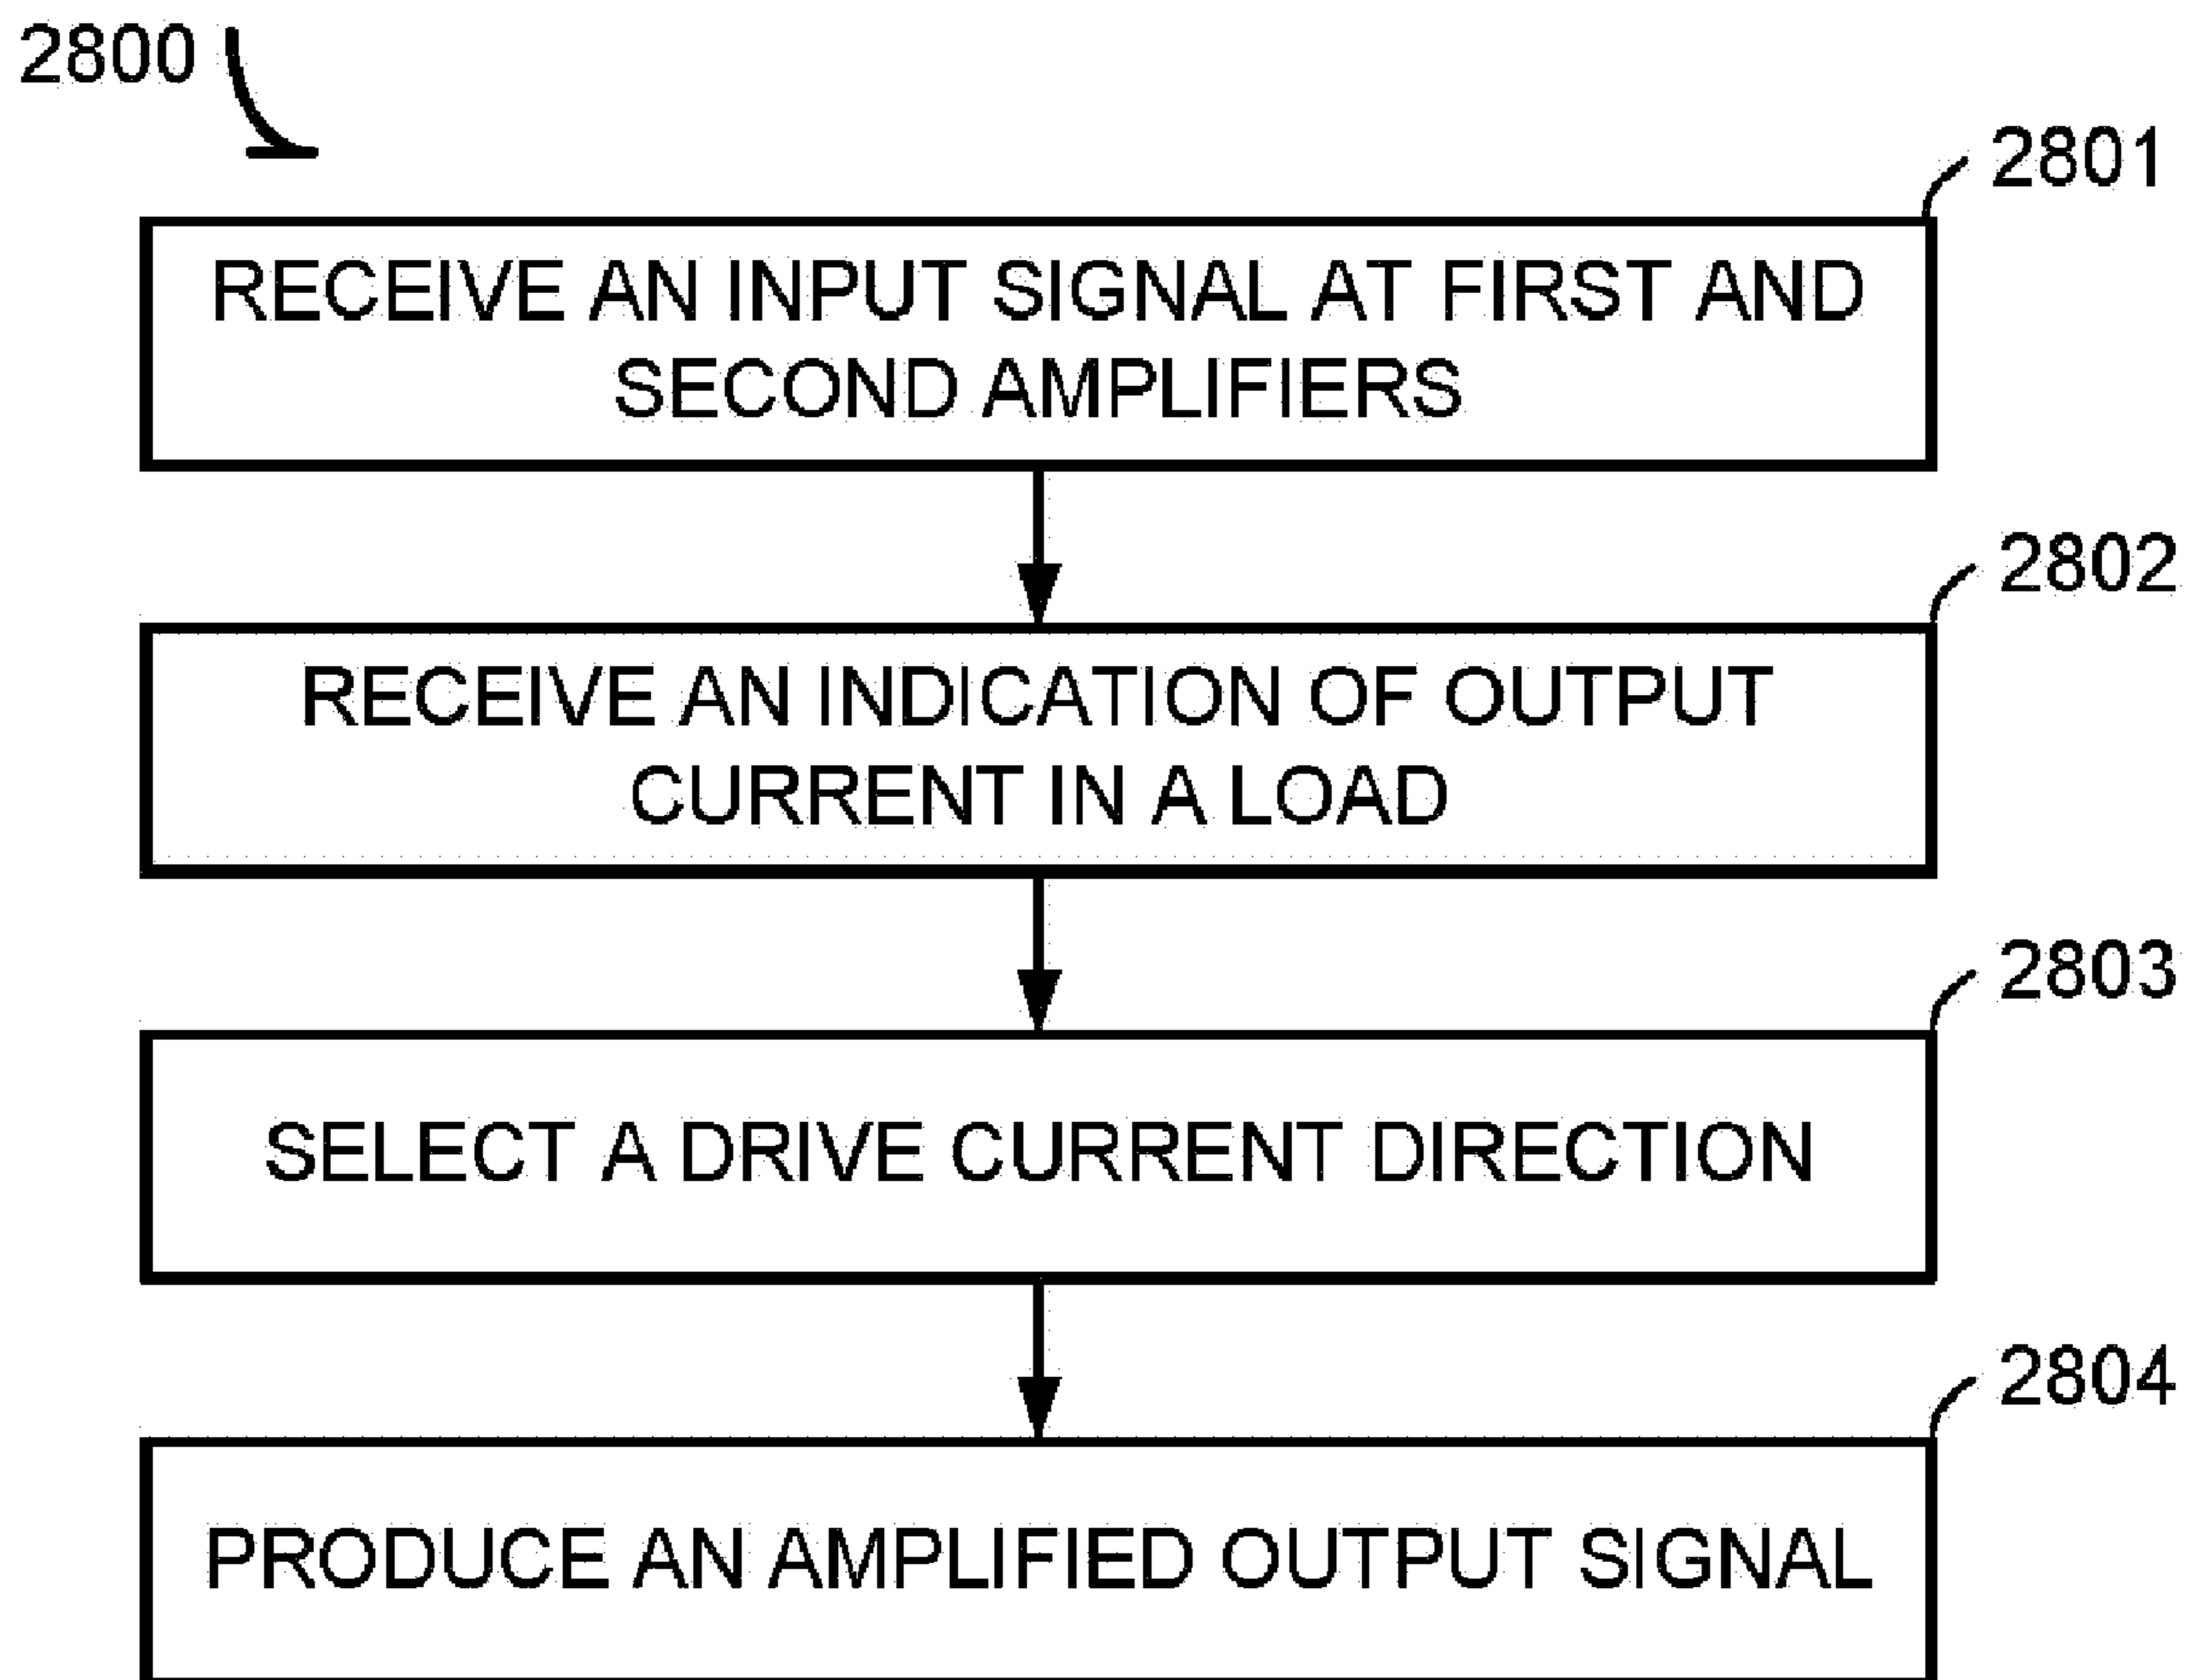 2800
2801
RECEIVE AN INPUT SIGNAL AT FIRST AND
SECOND AMPLIFIERS
2802
RECEIVE AN INDICATION OF OUTPUT
CURRENT IN A LOAD
2803
SELECT A DRIVE CURRENT DIRECTION
2804
PRODUCE AN AMPLIFIED OUTPUT SIGNAL